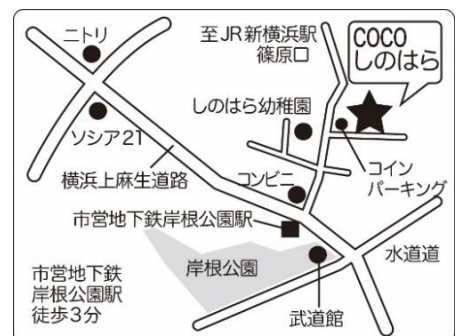 ニトリ
至JR新横浜駅
篠原口
COCO
しのはら
しのはら幼稚園
ソシア21
コイン
パーキング
横浜上麻生道路
コンビニ
市営地下鉄岸根公園駅
水道道
岸根公園
市営地下鉄
岸根公園駅
徒歩3分
武道館